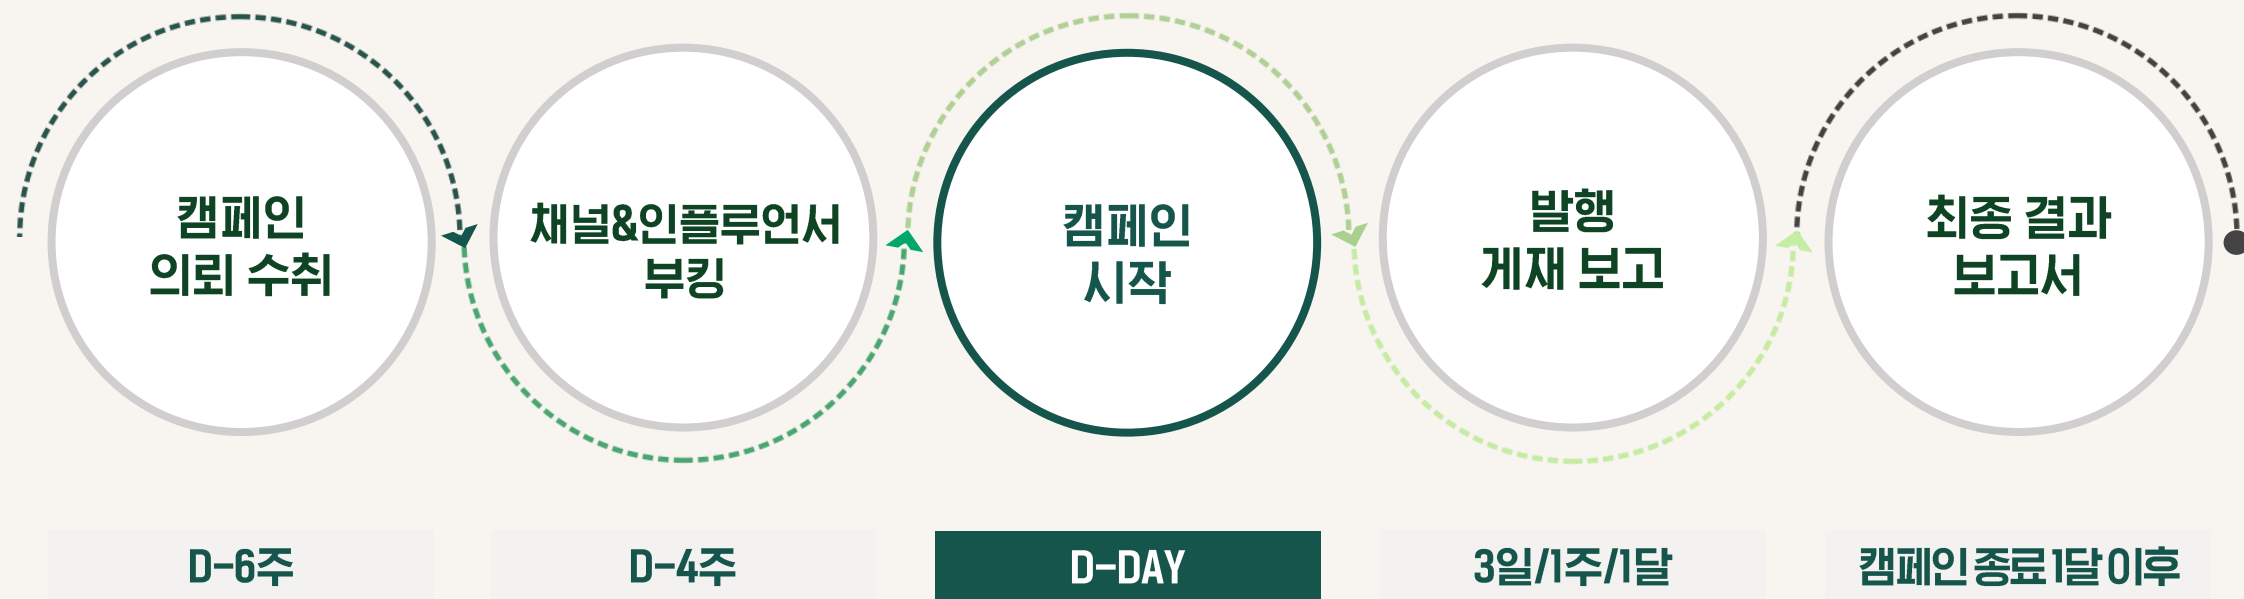 캠페인
의뢰 수취
채널&인플루언서
부킹
캠페인
시작
발행
게재 보고
최종 결과
보고서
D-6주
D-4주
D-DAY
3일/1주/1달
캠페인 종료 1달 이후